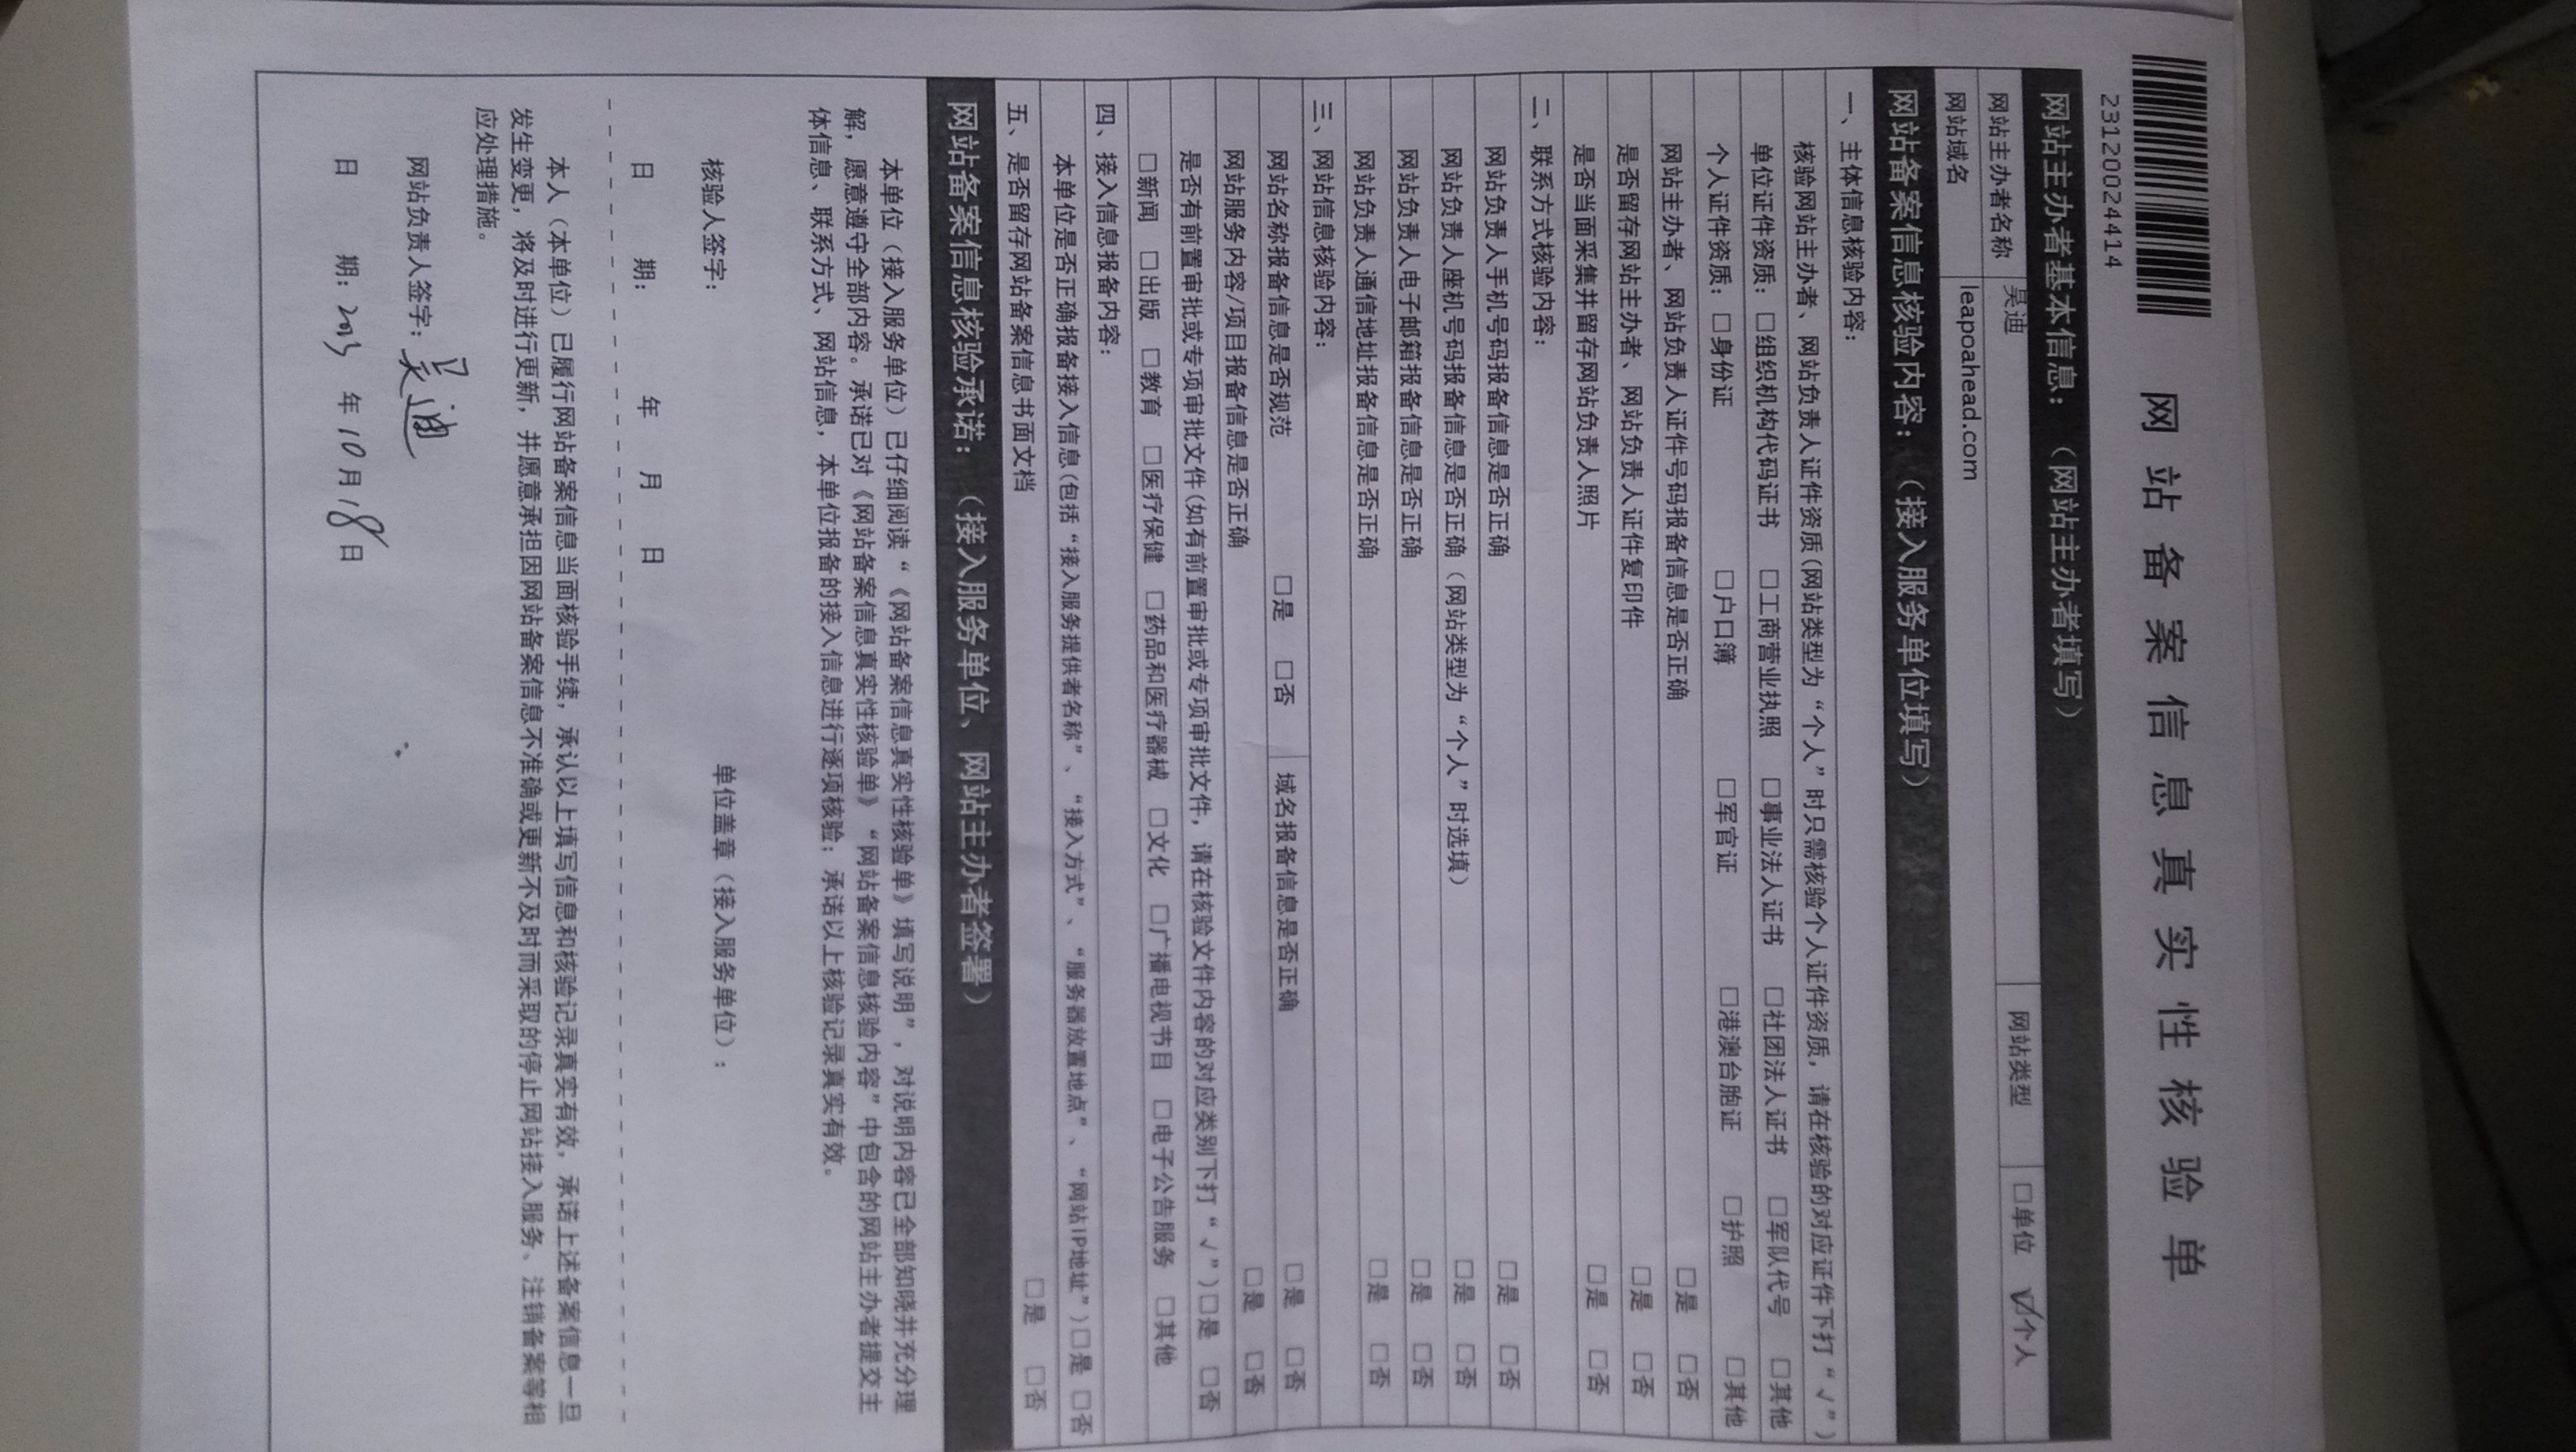 网站备案信息真实性核验单
23120024414
网站主办者基本信息：（网站主办者填写）
网站主办者名称 吴迪 网站类型 □单位 ☑个人
网站域名 leapoahead.com
网站备案信息核验内容：（接入服务单位填写）
一、主体信息核验内容：
核验网站主办者、网站负责人证件资质(网站类型为“个人”时只需核验个人证件资质，请在核验的对应证件下打“√”)
单位证件资质：□组织机构代码证书 □工商营业执照 □事业法人证书 □社团法人证书 □军队代号 □其他
个人证件资质：□身份证 □户口簿 □军官证 □港澳台胞证 □护照 □其他
网站主办者、网站负责人证件号码报备信息是否正确 □是 □否
是否留存网站主办者、网站负责人证件复印件 □是 □否
是否当面采集并留存网站负责人照片 □是 □否
二、联系方式核验内容：
网站负责人手机号码报备信息是否正确 □是 □否
网站负责人座机号码报备信息是否正确（网站类型为“个人”时选填） □是 □否
网站负责人电子邮箱报备信息是否正确 □是 □否
网站负责人通信地址报备信息是否正确 □是 □否
三、网站信息核验内容：
网站名称报备信息是否规范 □是 □否 域名报备信息是否正确 □是 □否
网站服务内容/项目报备信息是否正确 □是 □否
是否有前置审批或专项审批文件(如有前置审批或专项审批文件，请在核验文件内容的对应类别下打“√”)□是 □否
□新闻 □出版 □教育 □医疗保健 □药品和医疗器械 □文化 □广播电视节目 □电子公告服务 □其他
四、接入信息报备内容：
本单位是否正确报备接入信息(包括“接入服务提供者名称”、“接入方式”、“服务器放置地点”、“网站IP地址”)□是 □否
五、是否留存网站备案信息书面文档 □是 □否
网站备案信息核验承诺：（接入服务单位、网站主办者签署）
本单位（接入服务单位）已仔细阅读“《网站备案信息真实性核验单》填写说明”，对说明内容已全部知晓并充分理
解，愿意遵守全部内容。承诺已对《网站备案信息真实性核验单》“网站备案信息核验内容”中包含的网站主办者提交主
体信息、联系方式、网站信息，本单位报备的接入信息进行逐项核验；承诺以上核验记录真实有效。
核验人签字： 单位盖章（接入服务单位）：
日 期： 年 月 日
本人（本单位）已履行网站备案信息当面核验手续，承认以上填写信息和核验记录真实有效，承诺上述备案信息一旦
发生变更，将及时进行更新，并愿意承担因网站备案信息不准确或更新不及时而采取的停止网站接入服务、注销备案等相
应处理措施。
网站负责人签字：吴迪
日 期：2013 年 10 月 18 日